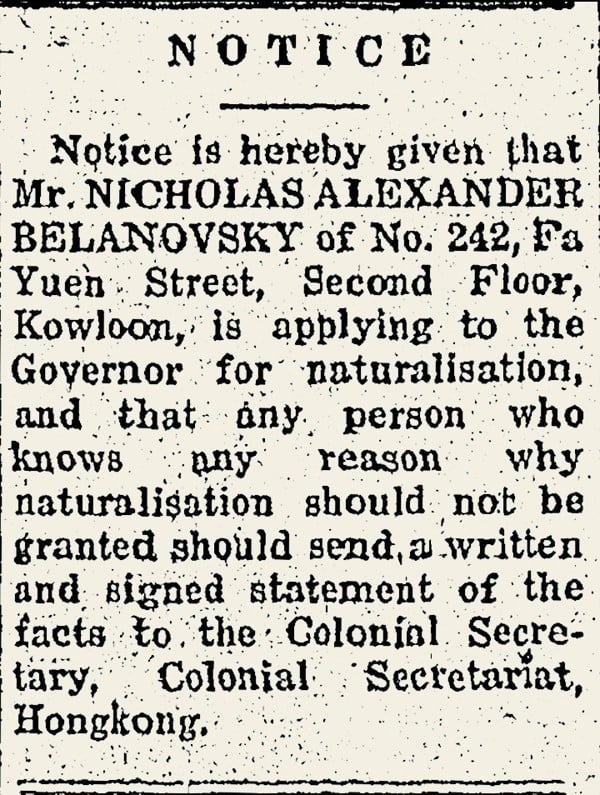 NOTICE
Notice is hereby given that
Mr. NICHOLAS ALEXANDER
BELANOVSKY of No. 242, Fa
Yuen Street, Second Floor,
Kowloon, is applying to the
Governor for naturalisation,
and that any person who
knows any reason why
naturalisation should not be
granted should send a written
and signed statement of the
facts to the Colonial Secre-
tary, Colonial Secretariat,
Hongkong.